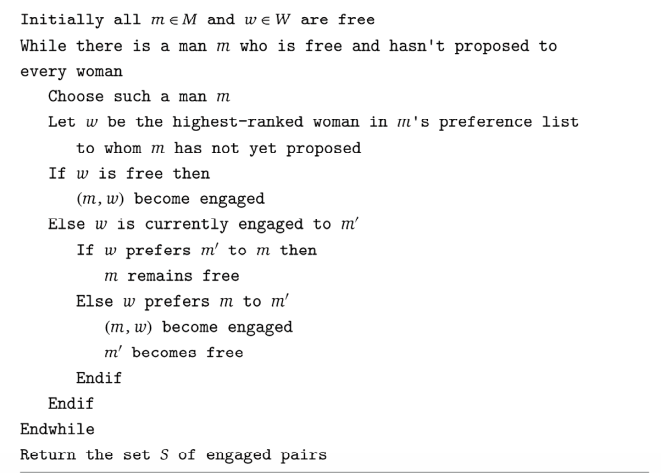 Initially all m ∈ M and w ∈ W are free
While there is a man m who is free and hasn't proposed to
every woman
Choose such a man m
Let w be the highest-ranked woman in m's preference list
to whom m has not yet proposed
If w is free then
(m, w) become engaged
Else w is currently engaged to m′
If w prefers m′ to m then
m remains free
Else w prefers m to m′
(m, w) become engaged
m′ becomes free
Endif
Endif
Endwhile
Return the set S of engaged pairs